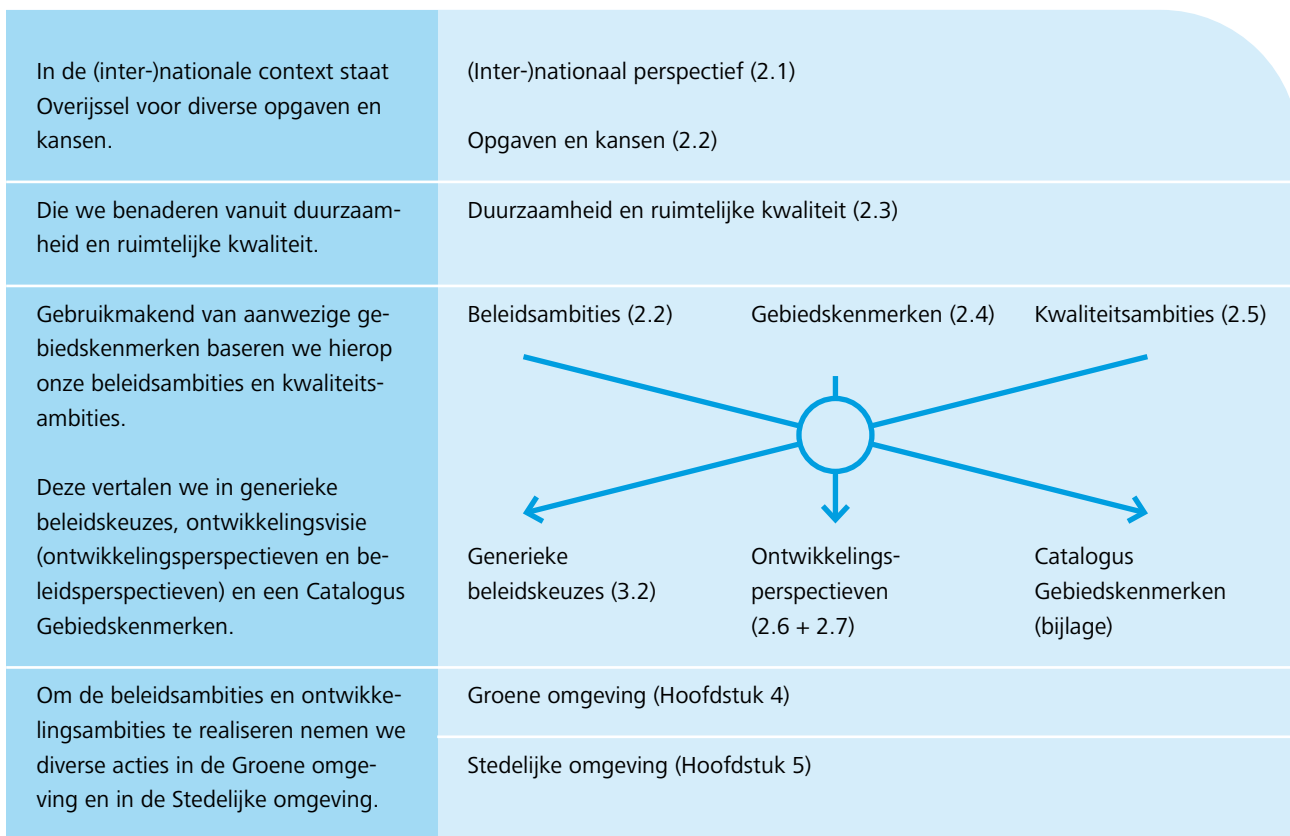 In de (inter-)nationale context staat
Overijssel voor diverse opgaven en
kansen.
(Inter-)nationaal perspectief (2.1)
Opgaven en kansen (2.2)
Die we benaderen vanuit duurzaam-
heid en ruimtelijke kwaliteit.
Duurzaamheid en ruimtelijke kwaliteit (2.3)
Gebruikmakend van aanwezige ge-
biedskenmerken baseren we hierop
onze beleidsambities en kwaliteits-
ambities.
Deze vertalen we in generieke
beleidskeuzes, ontwikkelingsvisie
(ontwikkelingsperspectieven en be-
leidsperspectieven) en een Catalogus
Gebiedskenmerken.
Beleidsambities (2.2)
Gebiedskenmerken (2.4)
Kwaliteitsambities (2.5)
Generieke
beleidskeuzes (3.2)
Ontwikkelings-
perspectieven
(2.6 + 2.7)
Catalogus
Gebiedskenmerken
(bijlage)
Om de beleidsambities en ontwikke-
lingsambities te realiseren nemen we
diverse acties in de Groene omge-
ving en in de Stedelijke omgeving.
Groene omgeving (Hoofdstuk 4)
Stedelijke omgeving (Hoofdstuk 5)